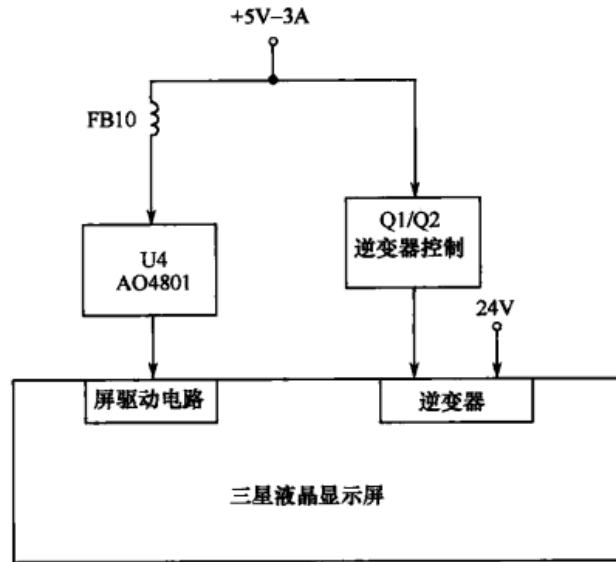 +5V-3A
FB10
U4
AO4801
Q1/Q2
逆变器控制
24V
屏驱动电路
逆变器
三星液晶显示屏